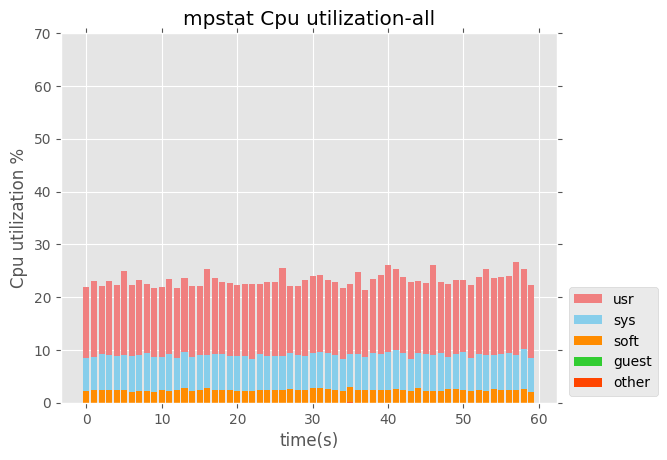 mpstat Cpu utilization-all
Cpu utilization %
70
60
50
40
30
20
10
0
0 10 20 30 40 50 60
time(s)
usr
sys
soft
guest
other